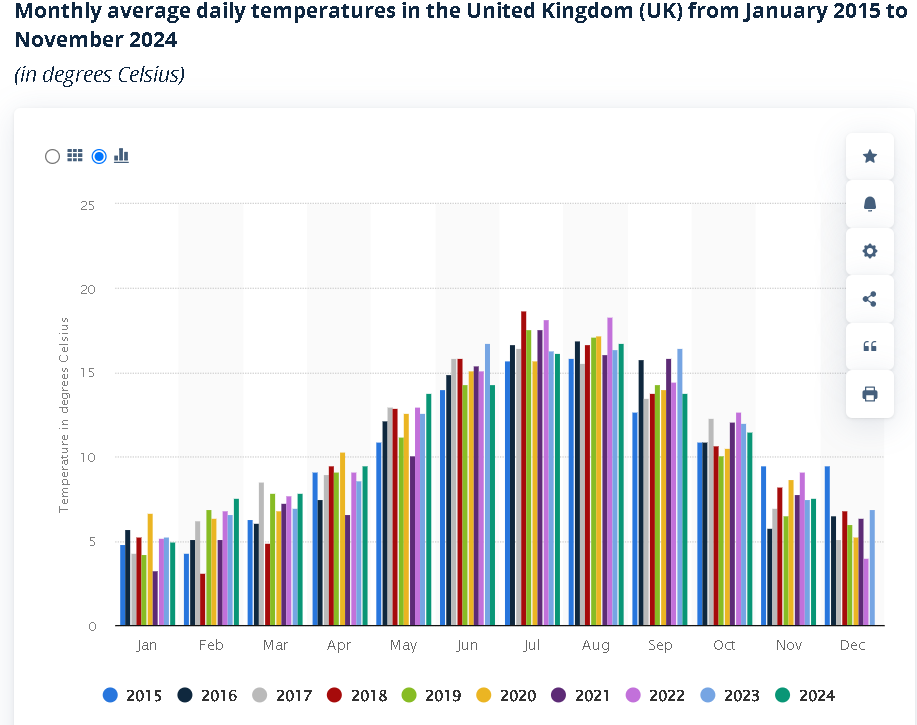 Monthly average daily temperatures in the United Kingdom (UK) from January 2015 to
November 2024
(in degrees Celsius)
25
20
15
10
5
0
Temperature in degrees Celsius
Jan Feb Mar Apr May Jun Jul Aug Sep Oct Nov Dec
2015 2016 2017 2018 2019 2020 2021 2022 2023 2024